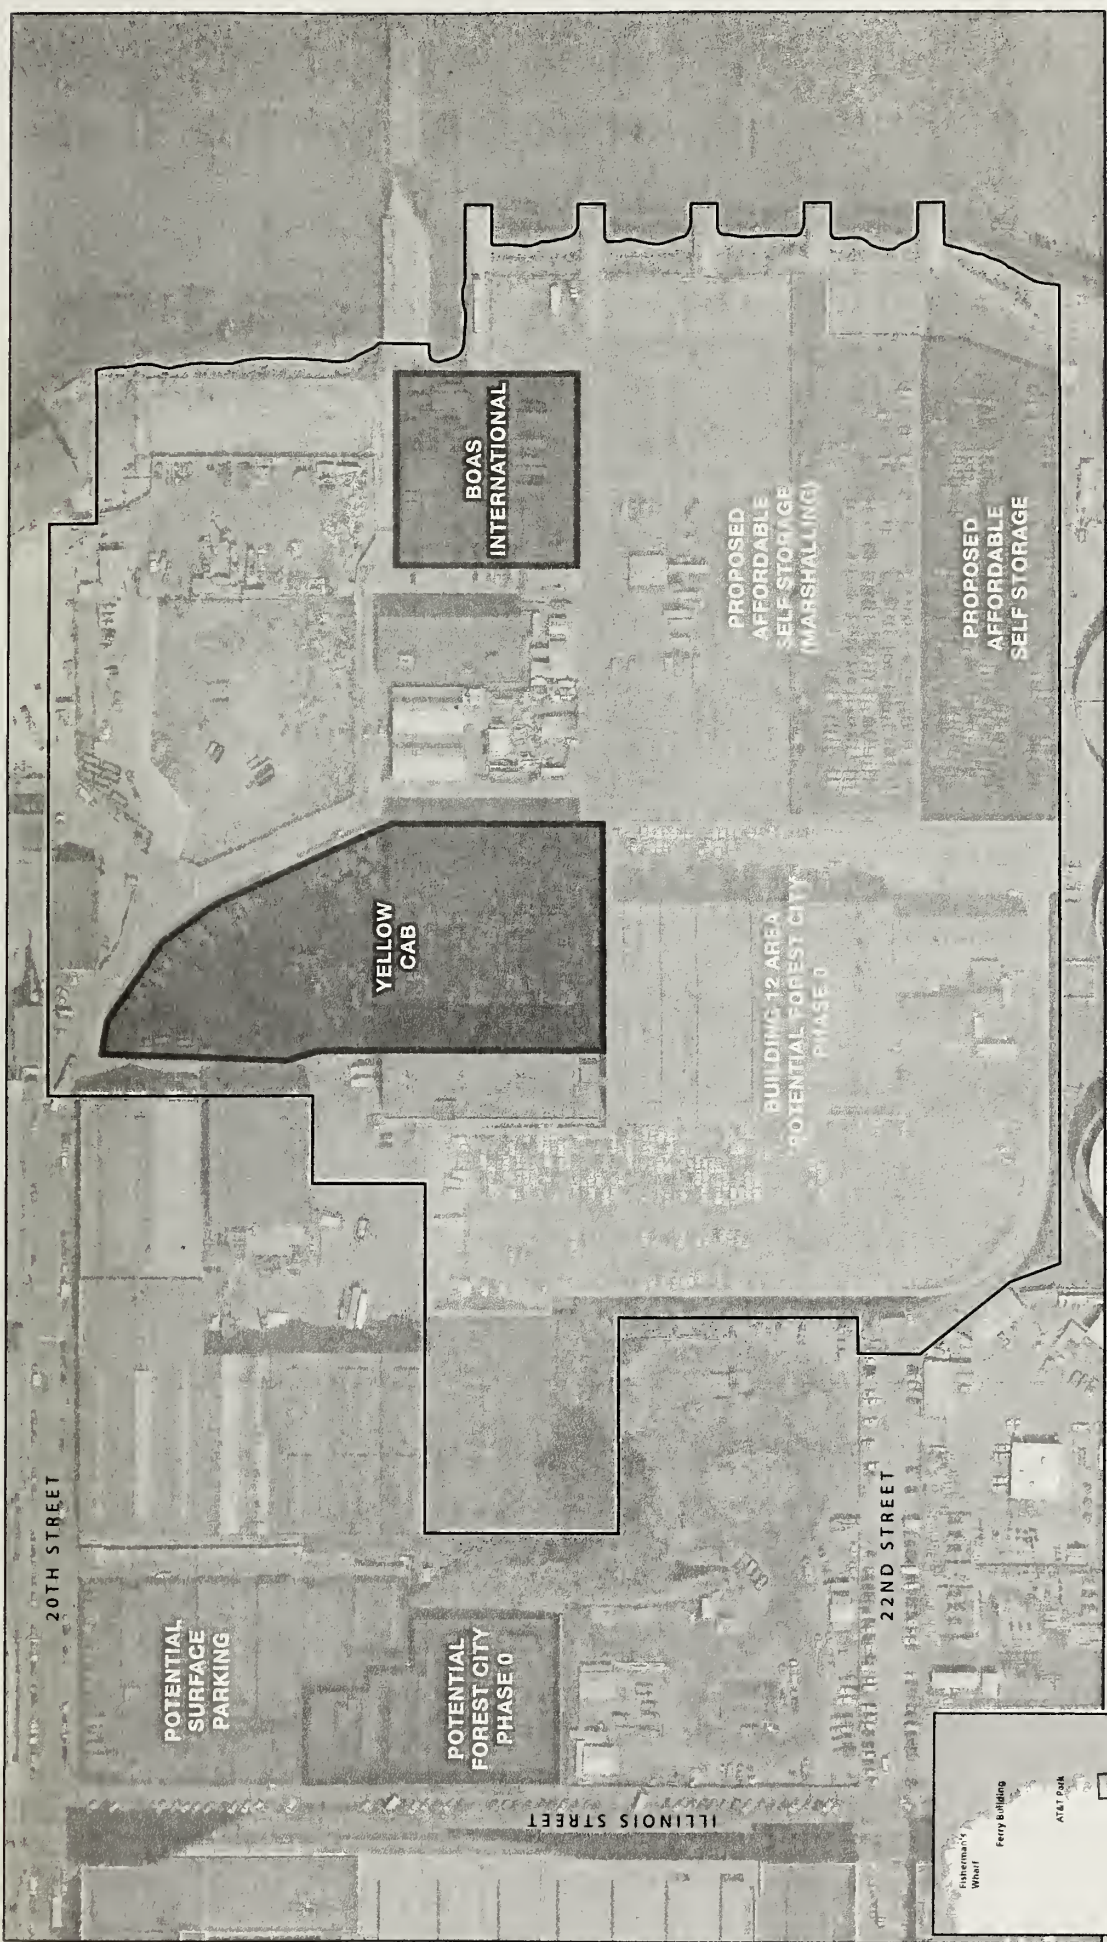 20TH STREET
POTENTIAL
SURFACE
PARKING
POTENTIAL
FOREST CITY
PHASE 0
ILLINOIS STREET
22ND STREET
YELLOW
CAB
BOAS
INTERNATIONAL
BUILDING 12 AREA
POTENTIAL FOREST CITY
PHASE 0
PROPOSED
AFFORDABLE
SELF STORAGE
(MARSHALLING)
PROPOSED
AFFORDABLE
SELF STORAGE
Fisherman's
Wharf
Ferry Building
AT&T Park